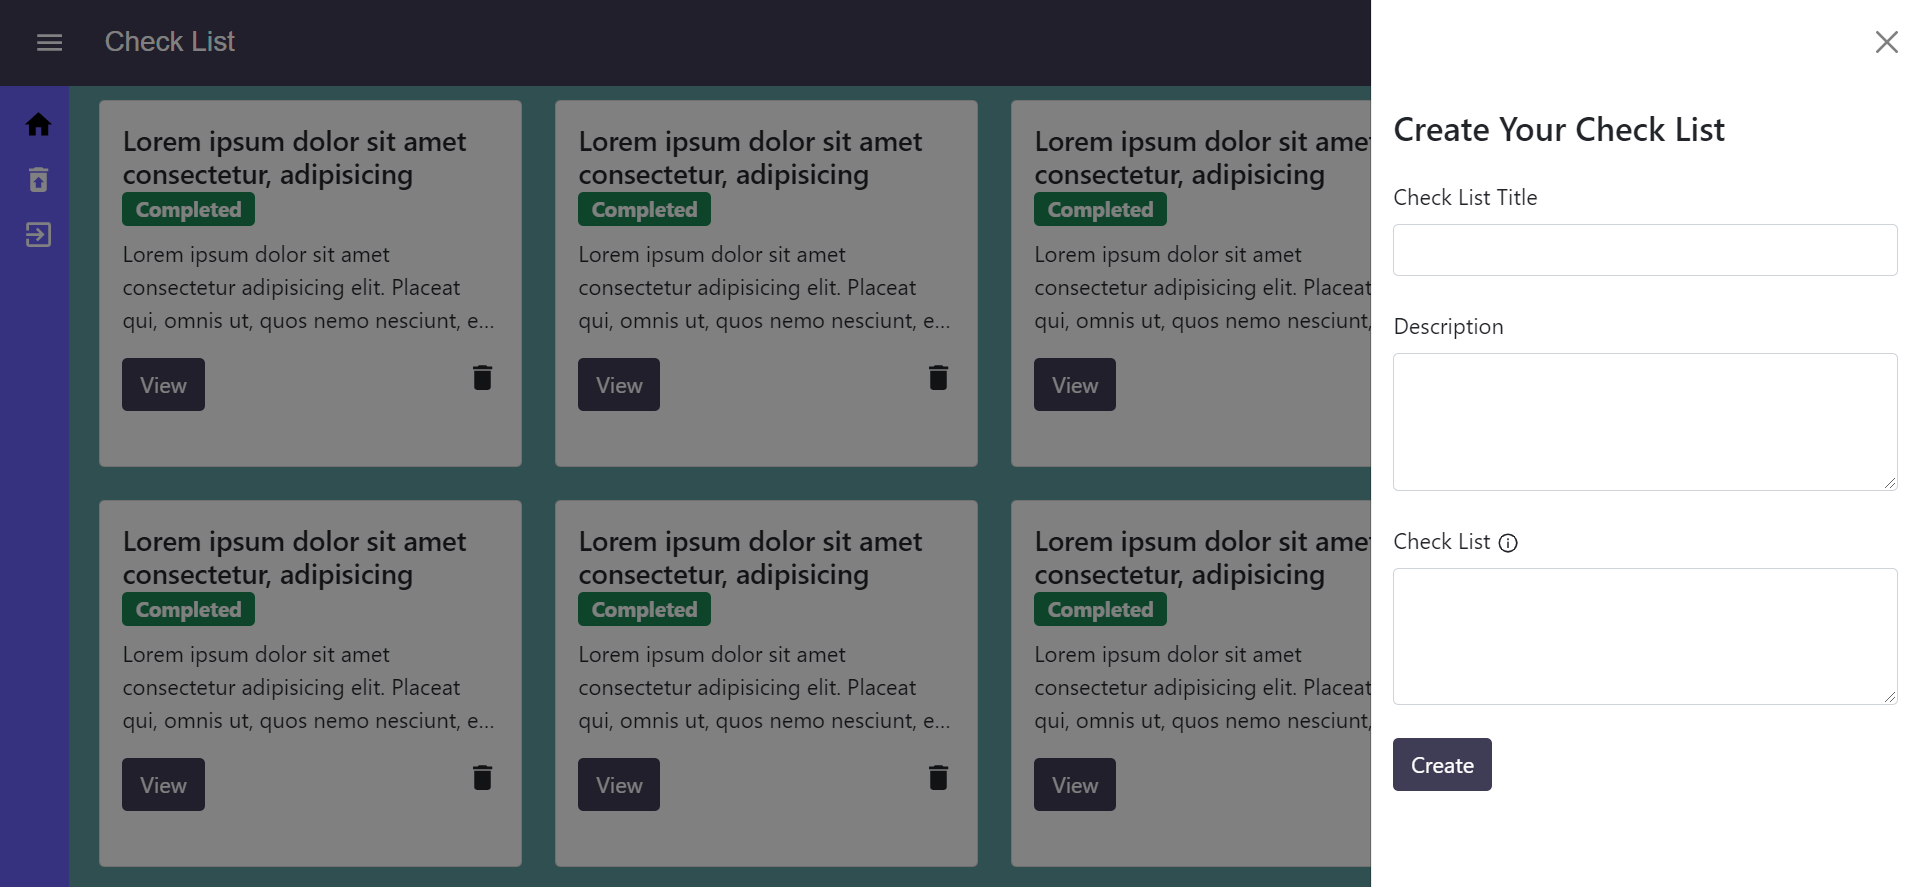 Check List
Lorem ipsum dolor sit amet
consectetur, adipisicing
Completed
Lorem ipsum dolor sit amet
consectetur adipisicing elit. Placeat
qui, omnis ut, quos nemo nesciunt, e...
View
Lorem ipsum dolor sit amet
consectetur, adipisicing
Completed
Lorem ipsum dolor sit amet
consectetur adipisicing elit. Placeat
qui, omnis ut, quos nemo nesciunt, e...
View
Lorem ipsum dolor sit ame
consectetur, adipisicing
Completed
Lorem ipsum dolor sit amet
consectetur adipisicing elit. Placeat
qui, omnis ut, quos nemo nesciunt,
View
Lorem ipsum dolor sit amet
consectetur, adipisicing
Completed
Lorem ipsum dolor sit amet
consectetur adipisicing elit. Placeat
qui, omnis ut, quos nemo nesciunt, e...
View
Lorem ipsum dolor sit amet
consectetur, adipisicing
Completed
Lorem ipsum dolor sit amet
consectetur adipisicing elit. Placeat
qui, omnis ut, quos nemo nesciunt, e...
View
Lorem ipsum dolor sit ame
consectetur, adipisicing
Completed
Lorem ipsum dolor sit amet
consectetur adipisicing elit. Placeat
qui, omnis ut, quos nemo nesciunt,
View
Create Your Check List
Check List Title
Description
Check List
Create